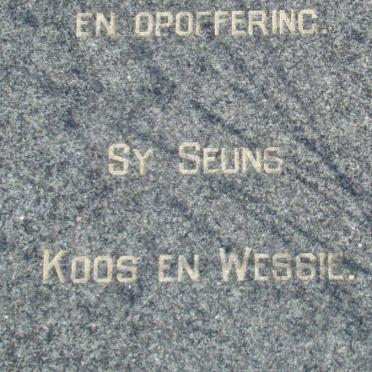 EN OPOFFERING.
SY SEUNS
KOOS EN WESSIE.